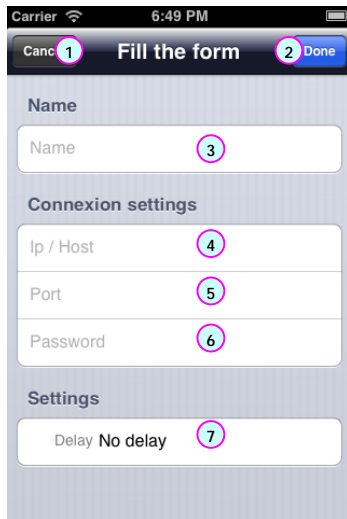 Carrier 6:49 PM
Canc 1 Fill the form 2 Done
Name
Name 3
Connexion settings
Ip / Host 4
Port 5
Password 6
Settings
Delay No delay 7